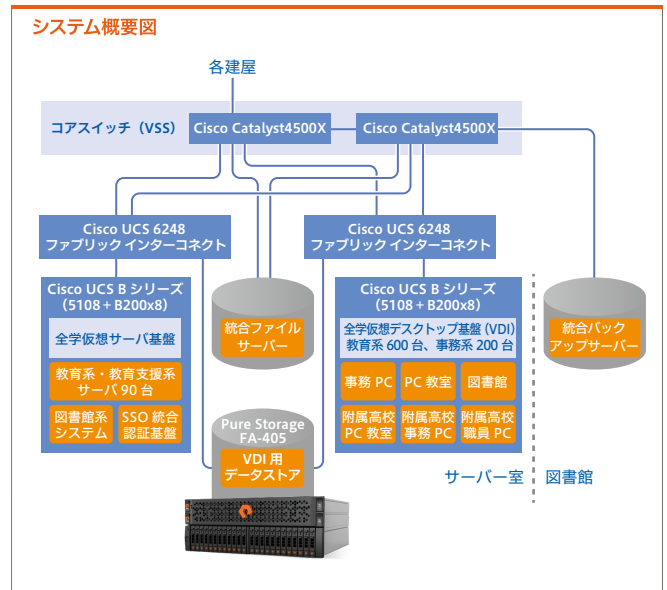 システム概要図
各建屋
コアスイッチ（VSS）
Cisco Catalyst4500X
Cisco Catalyst4500X
Cisco UCS 6248
ファブリック インターコネクト
Cisco UCS 6248
ファブリック インターコネクト
Cisco UCS B シリーズ
（5108＋B200x8）
全学仮想サーバ基盤
教育系・教育支援系
サーバ 90 台
図書館系
システム
SSO 統合
認証基盤
統合ファイル
サーバー
Pure Storage
FA-405
VDI 用
データストア
Cisco UCS B シリーズ
（5108＋B200x8）
全学仮想デスクトップ基盤（VDI）
教育系 600 台、事務系 200 台
事務 PC
PC 教室
図書館
附属高校
PC 教室
附属高校
事務 PC
附属高校
職員 PC
統合バック
アップサーバー
サーバー室
図書館